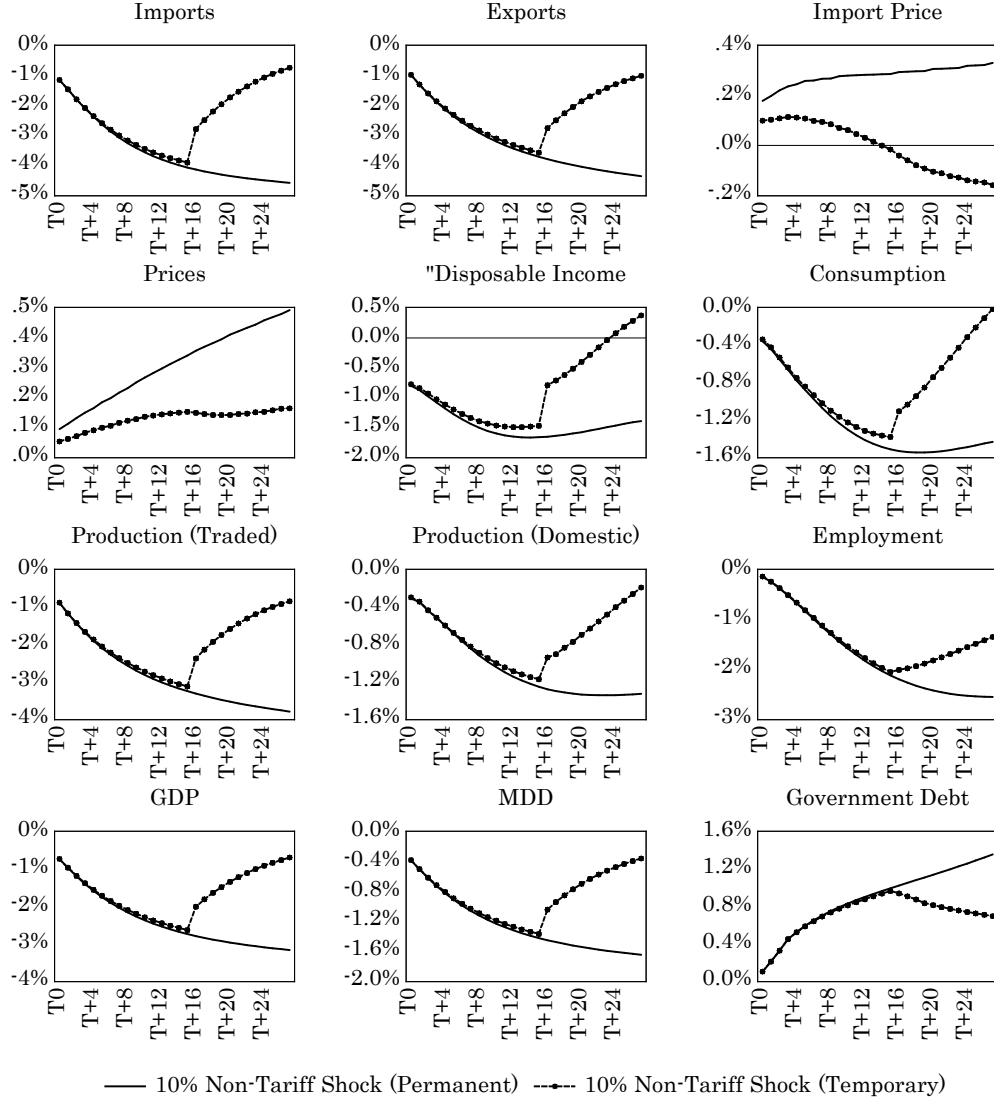 Imports
0%
-1%
-2%
-3%
-4%
-5%
T0
T+4
T+8
T+12
T+16
T+20
T+24
Exports
0%
-1%
-2%
-3%
-4%
-5%
T0
T+4
T+8
T+12
T+16
T+20
T+24
Import Price
.4%
.2%
.0%
-.2%
T0
T+4
T+8
T+12
T+16
T+20
T+24
Prices
.5%
.4%
.3%
.2%
.1%
.0%
T0
T+4
T+8
T+12
T+16
T+20
T+24
"Disposable Income
0.5%
0.0%
-0.5%
-1.0%
-1.5%
-2.0%
T0
T+4
T+8
T+12
T+16
T+20
T+24
Consumption
0.0%
-0.4%
-0.8%
-1.2%
-1.6%
T0
T+4
T+8
T+12
T+16
T+20
T+24
Production (Traded)
0%
-1%
-2%
-3%
-4%
T0
T+4
T+8
T+12
T+16
T+20
T+24
Production (Domestic)
0.0%
-0.4%
-0.8%
-1.2%
-1.6%
T0
T+4
T+8
T+12
T+16
T+20
T+24
Employment
0%
-1%
-2%
-3%
T0
T+4
T+8
T+12
T+16
T+20
T+24
GDP
0%
-1%
-2%
-3%
-4%
T0
T+4
T+8
T+12
T+16
T+20
T+24
MDD
0.0%
-0.4%
-0.8%
-1.2%
-1.6%
-2.0%
T0
T+4
T+8
T+12
T+16
T+20
T+24
Government Debt
1.6%
1.2%
0.8%
0.4%
0.0%
T0
T+4
T+8
T+12
T+16
T+20
T+24
10% Non-Tariff Shock (Permanent)
10% Non-Tariff Shock (Temporary)